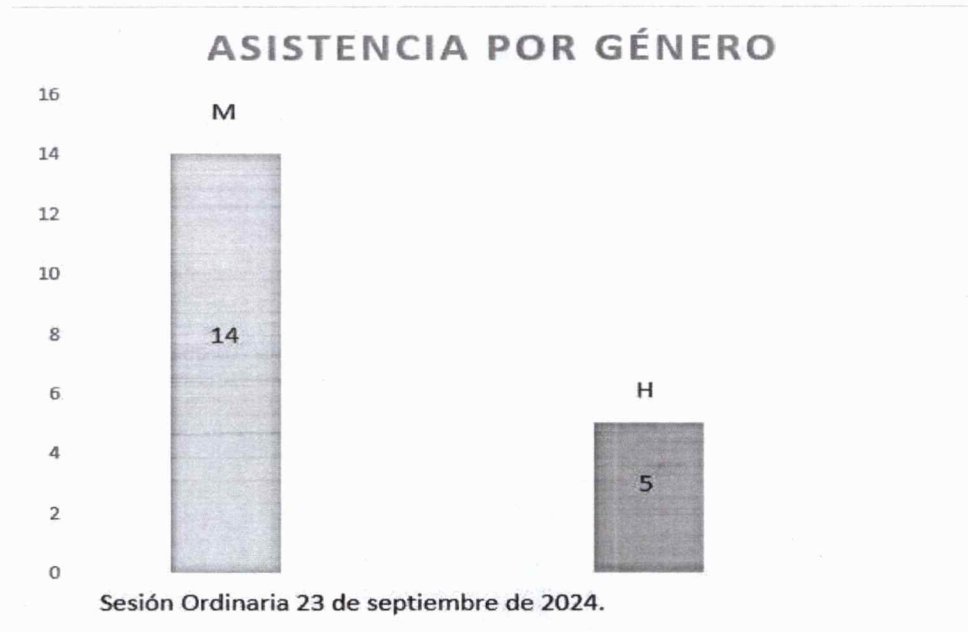 ASISTENCIA POR GÉNERO
16
M
14
12
10
8
14
6
H
4
5
2
0
Sesión Ordinaria 23 de septiembre de 2024.